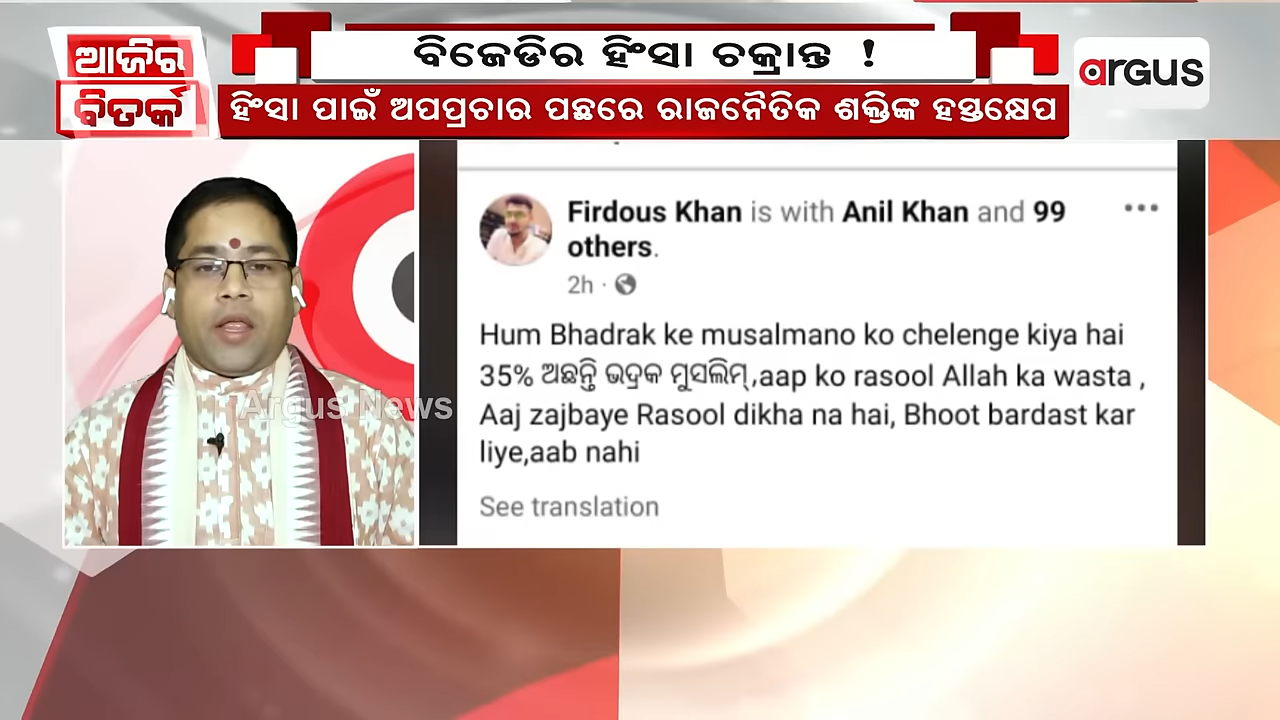 ଆଜିର
ବିତର୍କ
ବିଜେଡିର ହିଂସା ଚକ୍ରାନ୍ତ !
ହିଂସା ପାଇଁ ଅପପ୍ରଚାର ପଛରେ ରାଜନୈତିକ ଶକ୍ତିଙ୍କ ହସ୍ତକ୍ଷେପ
arGUS
Firdous Khan is with Anil Khan and 99
others.
2h
Hum Bhadrak ke musalmano ko chelenge kiya hai
35% ଅଛନ୍ତି ଭଦ୍ରକ ମୁସଲିମ୍,aap ko rasool Allah ka wasta ,
Aaj zajbaye Rasool dikha na hai, Bhoot bardast kar
liye,aab nahi
See translation
Argus News